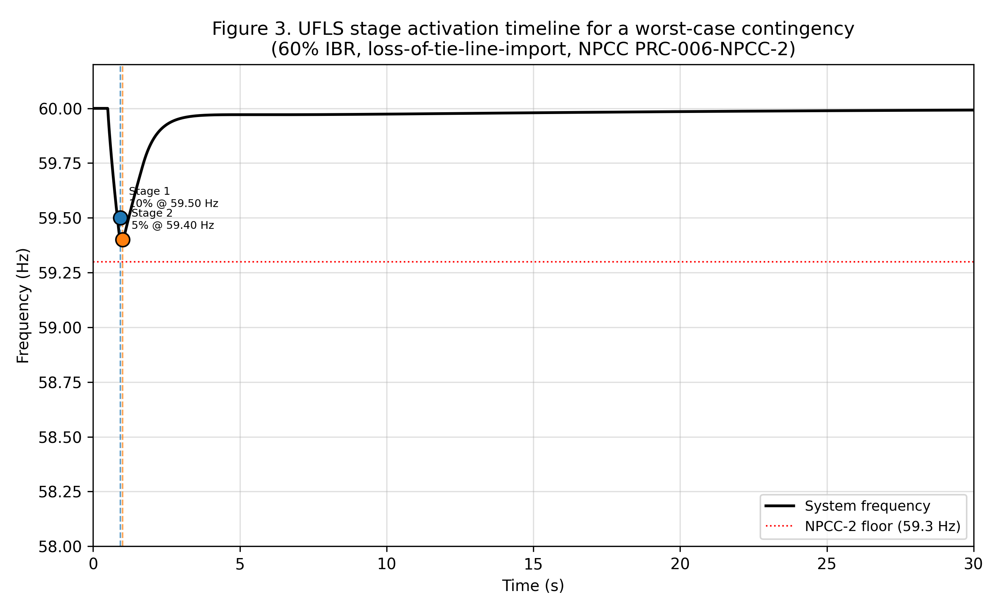 Figure 3. UFLS stage activation timeline for a worst-case contingency
(60% IBR, loss-of-tie-line-import, NPCC PRC-006-NPCC-2)
Frequency (Hz)
60.00
59.75
59.50
59.25
59.00
58.75
58.50
58.25
58.00
Stage 1
10% @ 59.50 Hz
Stage 2
5% @ 59.40 Hz
System frequency
NPCC-2 floor (59.3 Hz)
0
5
10
15
20
25
30
Time (s)